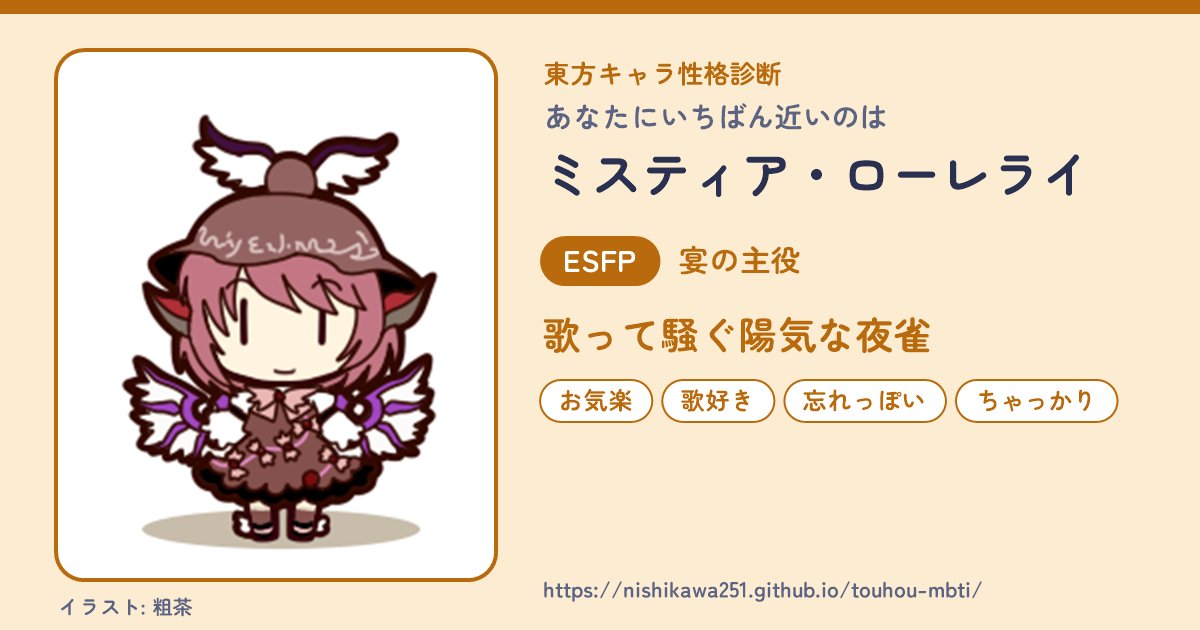 東方キャラ性格診断
あなたにいちばん近いのは
ミスティア・ローレライ
ESFP 宴の主役
歌って騒ぐ陽気な夜雀
お気楽 歌好き 忘れっぽい ちゃっかり
https://nishikawa251.github.io/touhou-mbti/
イラスト: 粗茶